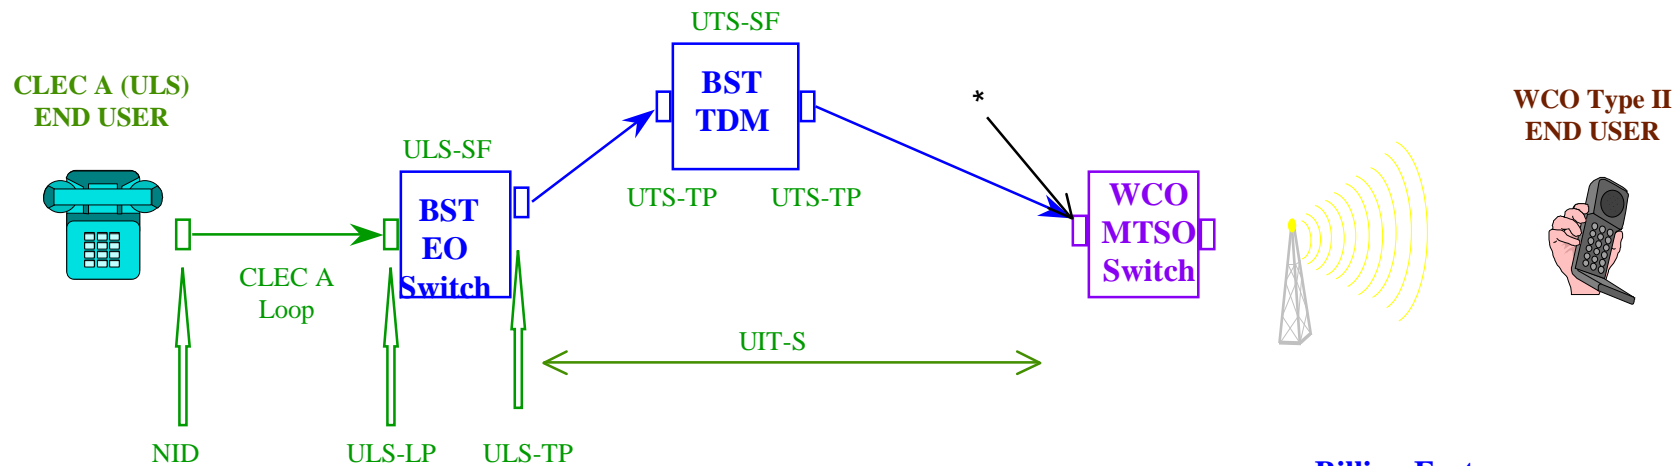 UTS-SF
CLEC A (ULS)
END USER
BST
TDM
*
WCO Type II
END USER
ULS-SF
UTS-TP
UTS-TP
BST
EO
Switch
WCO
MTSO
Switch
CLEC A
Loop
UIT-S
NID
ULS-LP
ULS-TP